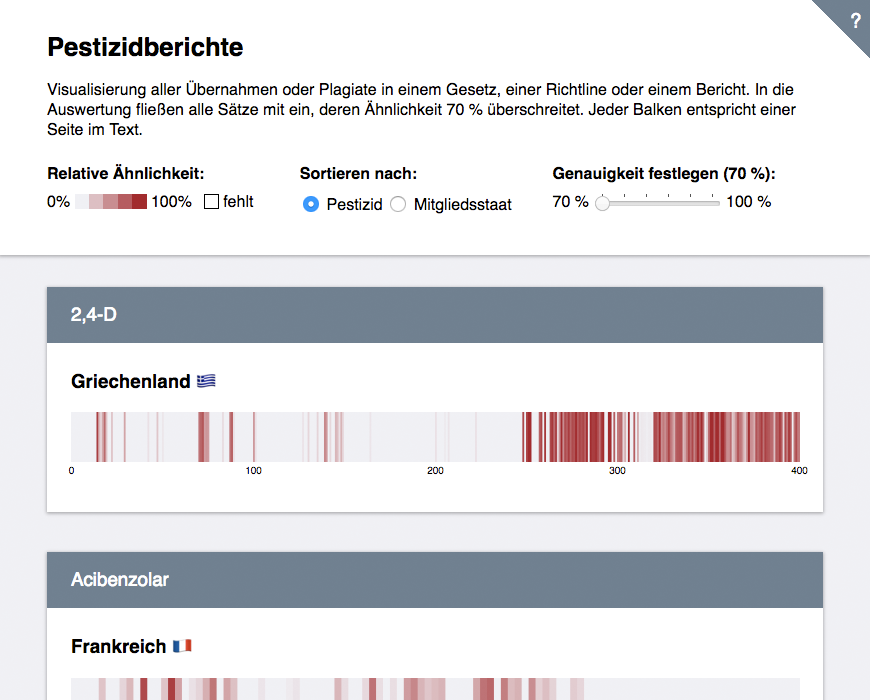 ?
Pestizidberichte
Visualisierung aller Übernahmen oder Plagiate in einem Gesetz, einer Richtline oder einem Bericht. In die
Auswertung fließen alle Sätze mit ein, deren Ähnlichkeit 70 % überschreitet. Jeder Balken entspricht einer
Seite im Text.
Relative Ähnlichkeit: Sortieren nach: Genauigkeit festlegen (70 %):
0% 100% fehlt Pestizid Mitgliedsstaat 70 % 100 %
2,4-D
Griechenland
0 100 200 300 400
Acibenzolar
Frankreich